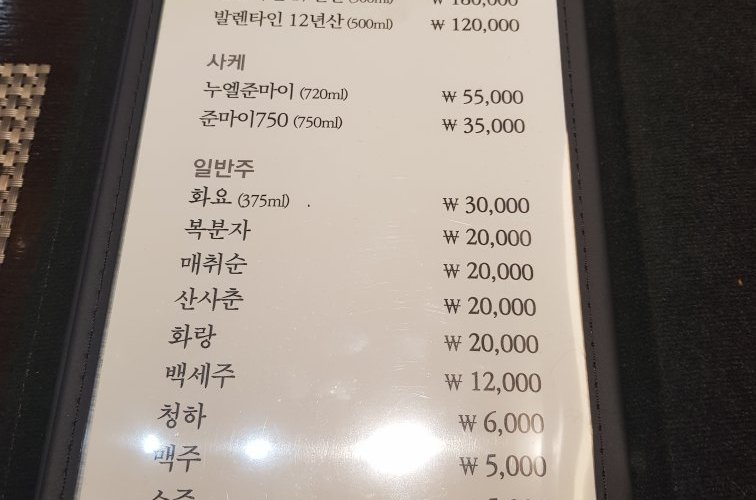 ₩ 180,000
발렌타인 12년산 (500ml) ₩ 120,000
사케
누엘준마이 (720ml) ₩ 55,000
준마이750 (750ml) ₩ 35,000
일반주
화요 (375ml) ₩ 30,000
복분자 ₩ 20,000
매취순 ₩ 20,000
산사춘 ₩ 20,000
화랑 ₩ 20,000
백세주 ₩ 12,000
청하 ₩ 6,000
맥주 ₩ 5,000
소주